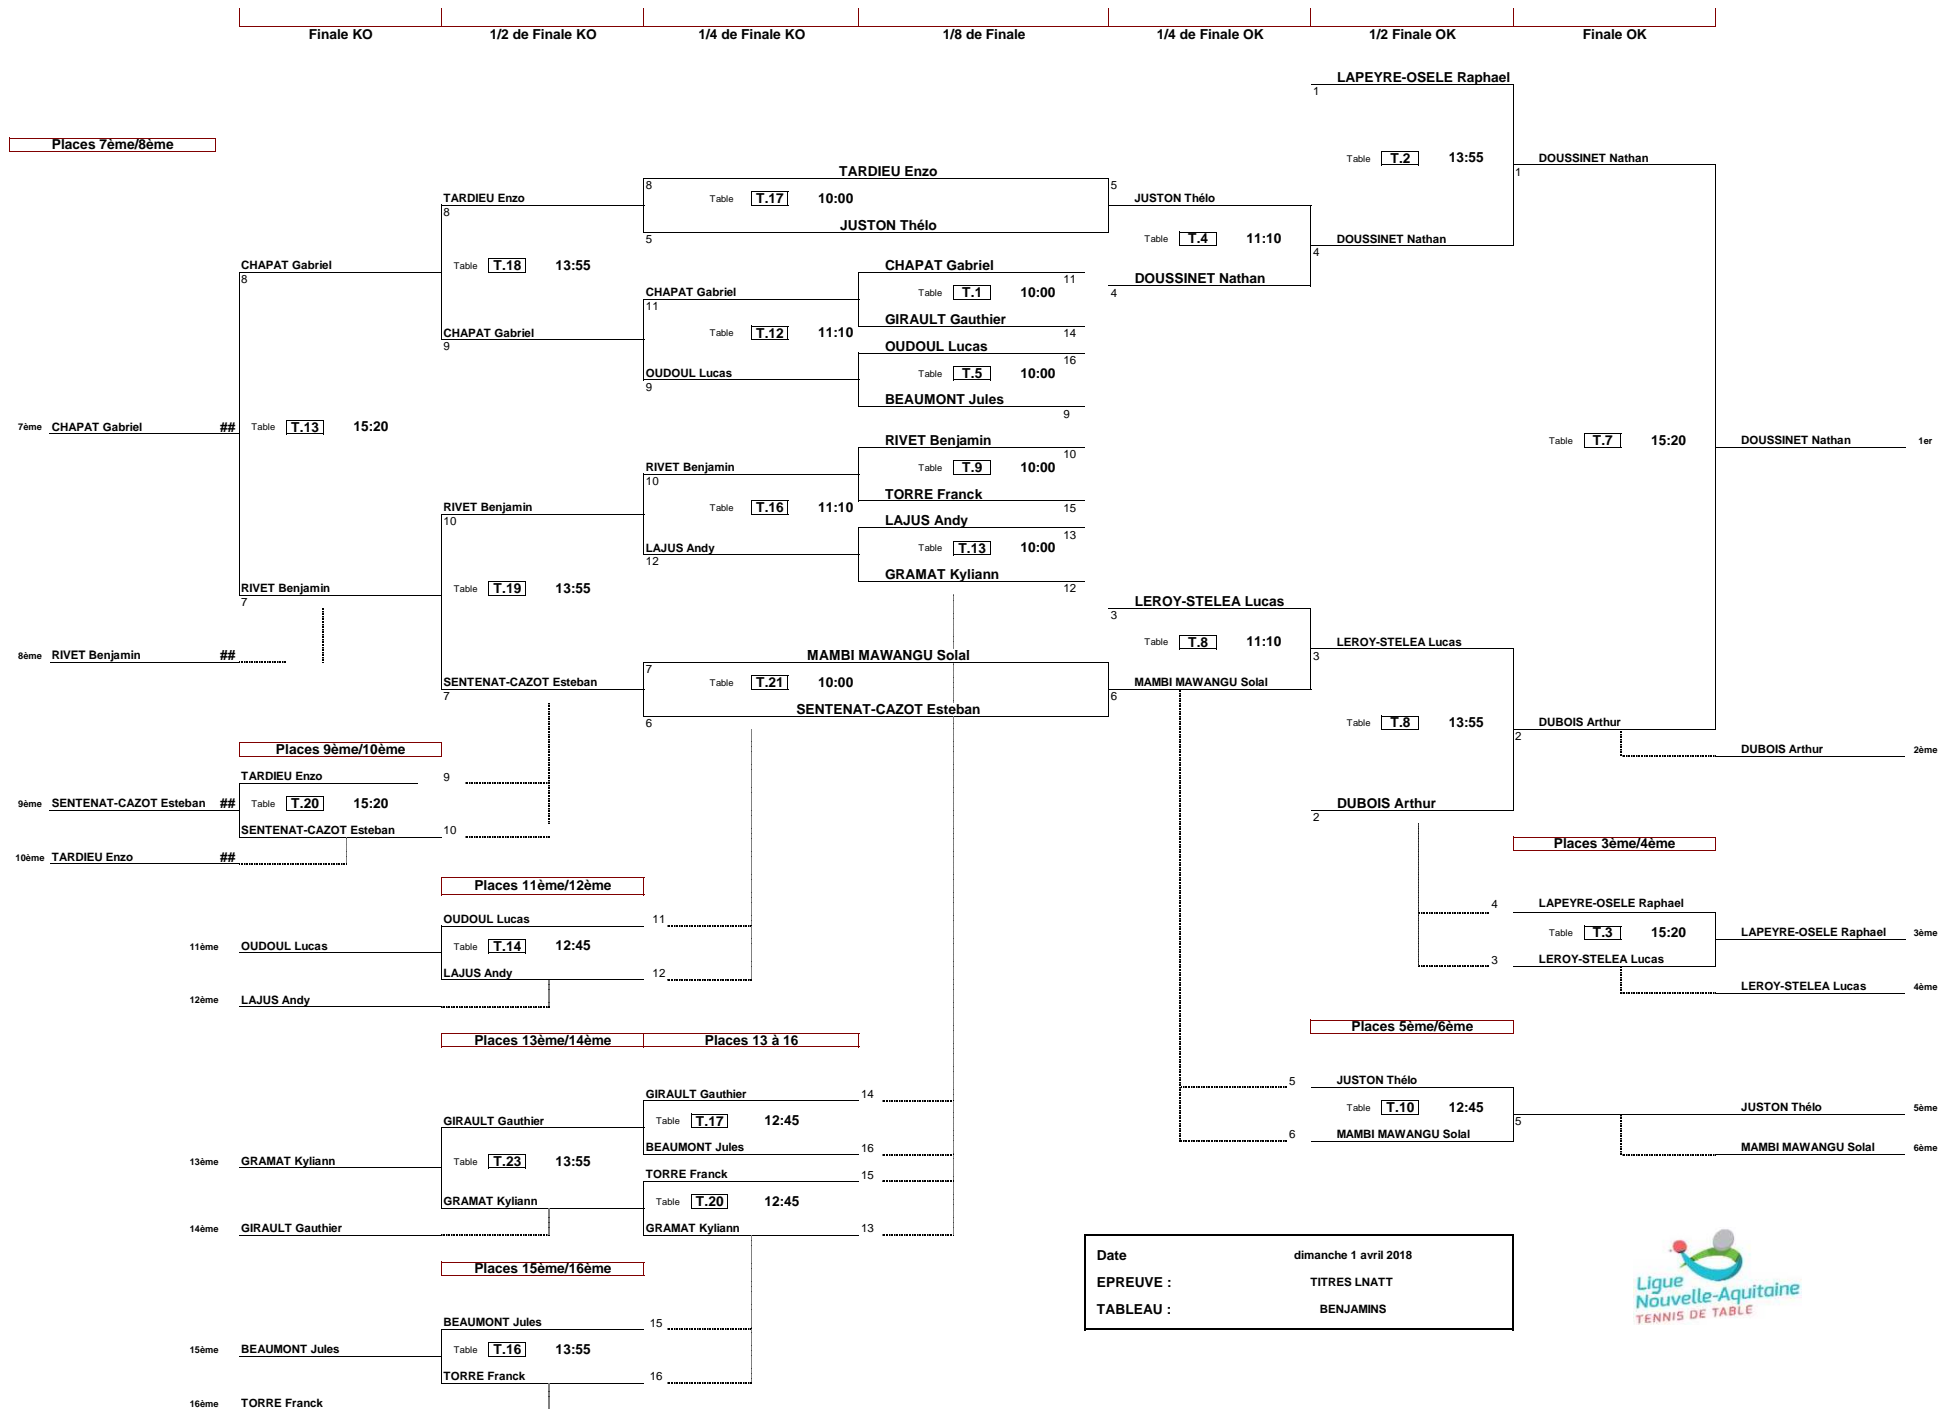 Finale KO 1/2 de Finale KO 1/4 de Finale KO 1/8 de Finale 1/4 de Finale OK 1/2 Finale OK Finale OK
LAPEYRE-OSELE Raphael
1
Places 7ème/8ème
Table T.2 13:55 DOUSSINET Nathan
TARDIEU Enzo
1
8 5
TARDIEU Enzo Table T.17 10:00 JUSTON Thélo
8
JUSTON Thélo
5 Table T.4 11:10 DOUSSINET Nathan
4
CHAPAT Gabriel Table T.18 13:55 CHAPAT Gabriel
8 11 DOUSSINET Nathan
CHAPAT Gabriel Table T.1 10:00 4
11
GIRAULT Gauthier
CHAPAT Gabriel Table T.12 11:10 14
9 OUDOUL Lucas
16
OUDOUL Lucas Table T.5 10:00
9
BEAUMONT Jules
9
7ème CHAPAT Gabriel ## Table T.13 15:20
RIVET Benjamin Table T.7 15:20 DOUSSINET Nathan 1er
10
RIVET Benjamin Table T.9 10:00
10
TORRE Franck
RIVET Benjamin Table T.16 11:10 15
10 LAJUS Andy
13
LAJUS Andy Table T.13 10:00
12
GRAMAT Kyliann
RIVET Benjamin Table T.19 13:55 12
7 LEROY-STELEA Lucas
3
Table T.8 11:10 LEROY-STELEA Lucas
8ème RIVET Benjamin ## MAMBI MAWANGU Solal 3
7
SENTENAT-CAZOT Esteban Table T.21 10:00 MAMBI MAWANGU Solal
7 6
SENTENAT-CAZOT Esteban
6 Table T.8 13:55 DUBOIS Arthur
2
Places 9ème/10ème DUBOIS Arthur 2ème
TARDIEU Enzo 9
9ème SENTENAT-CAZOT Esteban ## Table T.20 15:20 DUBOIS Arthur
2
SENTENAT-CAZOT Esteban 10
Places 3ème/4ème
10ème TARDIEU Enzo ##
Places 11ème/12ème
4 LAPEYRE-OSELE Raphael
OUDOUL Lucas 11
Table T.3 15:20 LAPEYRE-OSELE Raphael 3ème
11ème OUDOUL Lucas Table T.14 12:45
3 LEROY-STELEA Lucas
LAJUS Andy 12
LEROY-STELEA Lucas 4ème
12ème LAJUS Andy
Places 5ème/6ème
Places 13ème/14ème Places 13 à 16
5 JUSTON Thélo
GIRAULT Gauthier 14
Table T.10 12:45 JUSTON Thélo 5ème
GIRAULT Gauthier Table T.17 12:45 5
6 MAMBI MAWANGU Solal
BEAUMONT Jules 16 MAMBI MAWANGU Solal 6ème
13ème GRAMAT Kyliann Table T.23 13:55
TORRE Franck 15
GRAMAT Kyliann Table T.20 12:45
14ème GIRAULT Gauthier GRAMAT Kyliann 13
Date dimanche 1 avril 2018
Places 15ème/16ème
EPREUVE : TITRES LNATT
TABLEAU : BENJAMINS
Ligue
Nouvelle-Aquitaine
TENNIS DE TABLE
BEAUMONT Jules 15
15ème BEAUMONT Jules Table T.16 13:55
TORRE Franck 16
16ème TORRE Franck